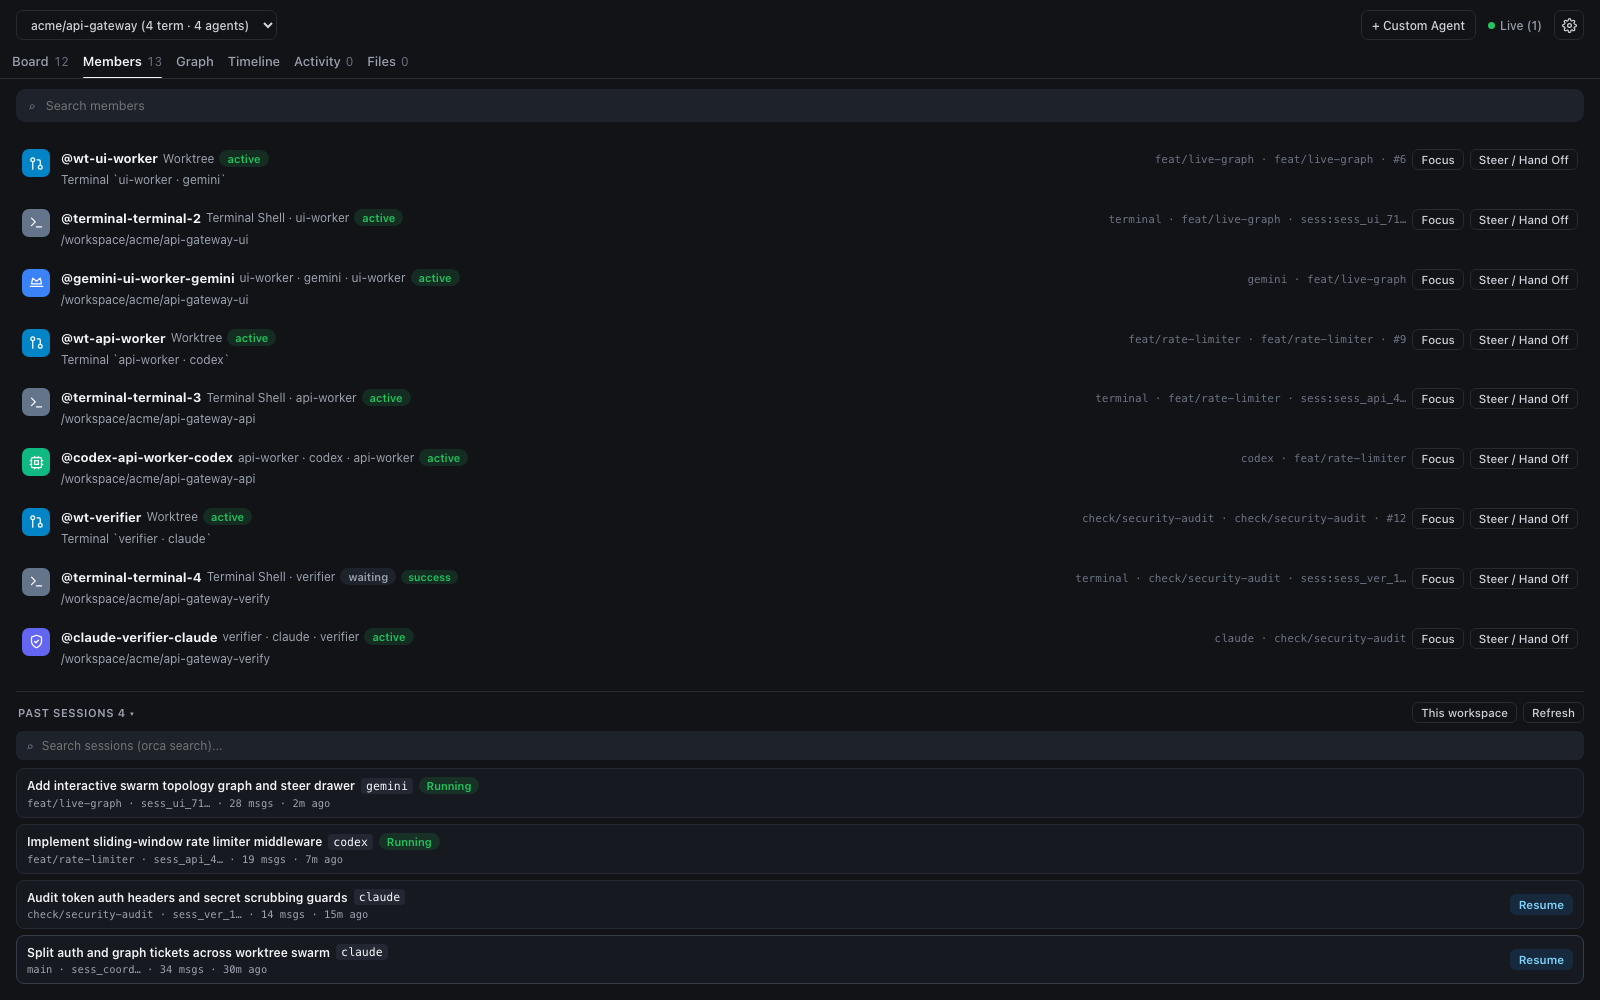 acme/api-gateway (4 term · 4 agents)
+ Custom Agent
Live (1)
Board 12
Members 13
Graph
Timeline
Activity 0
Files 0
Search members
@wt-ui-worker Worktree active
feat/live-graph · feat/live-graph · #6 Focus Steer / Hand Off
Terminal `ui-worker · gemini`
@terminal-terminal-2 Terminal Shell · ui-worker active
terminal · feat/live-graph · sess:sess_ui_71… Focus Steer / Hand Off
/workspace/acme/api-gateway-ui
@gemini-ui-worker-gemini ui-worker · gemini · ui-worker active
gemini · feat/live-graph Focus Steer / Hand Off
/workspace/acme/api-gateway-ui
@wt-api-worker Worktree active
feat/rate-limiter · feat/rate-limiter · #9 Focus Steer / Hand Off
Terminal `api-worker · codex`
@terminal-terminal-3 Terminal Shell · api-worker active
terminal · feat/rate-limiter · sess:sess_api_4… Focus Steer / Hand Off
/workspace/acme/api-gateway-api
@codex-api-worker-codex api-worker · codex · api-worker active
codex · feat/rate-limiter Focus Steer / Hand Off
/workspace/acme/api-gateway-api
@wt-verifier Worktree active
check/security-audit · check/security-audit · #12 Focus Steer / Hand Off
Terminal `verifier · claude`
@terminal-terminal-4 Terminal Shell · verifier waiting success
terminal · check/security-audit · sess:sess_ver_1… Focus Steer / Hand Off
/workspace/acme/api-gateway-verify
@claude-verifier-claude verifier · claude · verifier active
claude · check/security-audit Focus Steer / Hand Off
/workspace/acme/api-gateway-verify
PAST SESSIONS 4
This workspace
Refresh
Search sessions (orca search)...
Add interactive swarm topology graph and steer drawer gemini Running
feat/live-graph · sess_ui_71… · 28 msgs · 2m ago
Implement sliding-window rate limiter middleware codex Running
feat/rate-limiter · sess_api_4… · 19 msgs · 7m ago
Audit token auth headers and secret scrubbing guards claude
check/security-audit · sess_ver_1… · 14 msgs · 15m ago
Resume
Split auth and graph tickets across worktree swarm claude
main · sess_coord… · 34 msgs · 30m ago
Resume